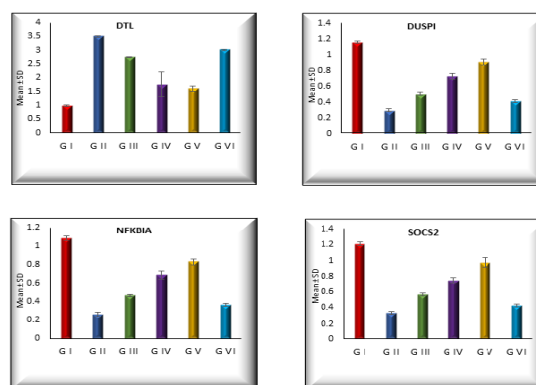 DTL
Mean±SD
4
3.5
3
2.5
2
1.5
1
0.5
0
G I G II G III G IV G V G VI
DUSPI
Mean±SD
1.4
1.2
1
0.8
0.6
0.4
0.2
0
G I G II G III G IV G V G VI
NFKBIA
Mean±SD
1.2
1
0.8
0.6
0.4
0.2
0
G I G II G III G IV G V G VI
SOCS2
Mean±SD
1.4
1.2
1
0.8
0.6
0.4
0.2
0
G I G II G III G IV G V G VI